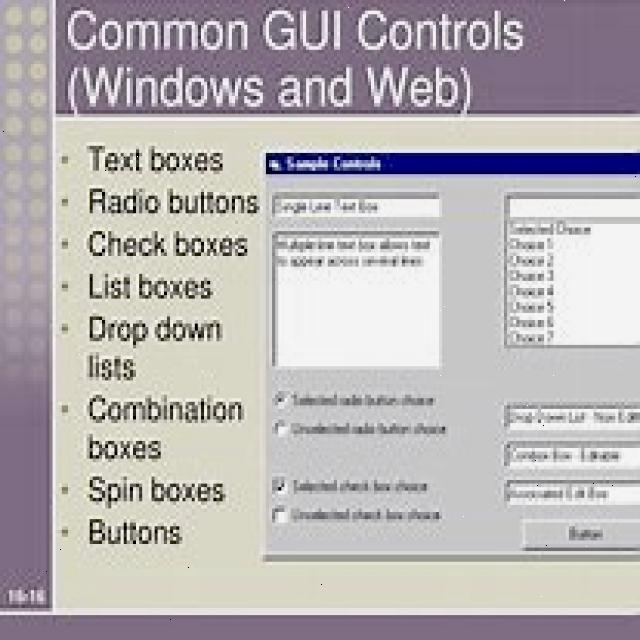 Common GUI Controls
(Windows and Web)
• Text boxes
• Radio buttons
• Check boxes
• List boxes
• Drop down
lists
• Combination
boxes
• Spin boxes
• Buttons
Sample Controls
Single Line Text Box
Multiple line text box allows text
to appear across several lines
Selected Choice
Choice 1
Choice 2
Choice 3
Choice 4
Choice 5
Choice 6
Choice 7
Selected radio button choice
Unselected radio button choice
Selected check box choice
Unselected check box choice
Drop Down List - Non Edit
Combo Box - Editable
Associated Edit Box
Button
16-16